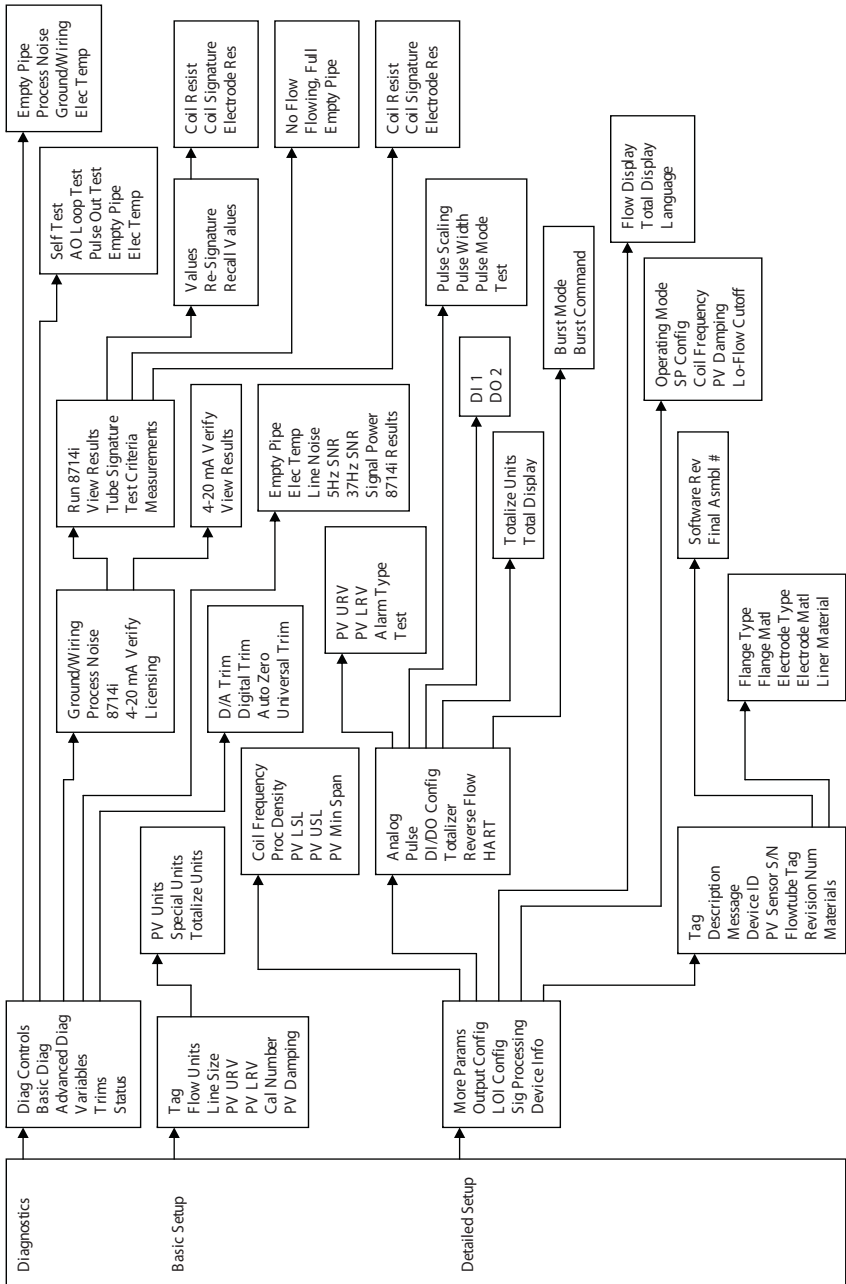 Diagnostics
Basic Setup
Detailed Setup
Diag Controls
Basic Diag
Advanced Diag
Variables
Trims
Status
Tag
Flow Units
Line Size
PV URV
PV LRV
Cal Number
PV Damping
More Params
Output Config
LOI Config
Sig Processing
Device Info
PV Units
Special Units
Totalize Units
Ground/Wiring
Process Noise
8714i
4-20 mA Verify
Licensing
D/A Trim
Digital Trim
Auto Zero
Universal Trim
Coil Frequency
Proc Density
PV LSL
PV USL
PV Min Span
Analog
Pulse
DI/DO Config
Totalizer
Reverse Flow
HART
Tag
Description
Message
Device ID
PV Sensor S/N
Flowtube Tag
Revision Num
Materials
Run 8714i
View Results
Tube Signature
Test Criteria
Measurements
4-20 mA Verify
View Results
Empty Pipe
Elec Temp
Line Noise
5Hz SNR
37Hz SNR
Signal Power
8714i Results
PV URV
PV LRV
Alarm Type
Test
Self Test
AO Loop Test
Pulse Out Test
Empty Pipe
Elec Temp
Values
Re-Signature
Recall Values
Pulse Scaling
Pulse Width
Pulse Mode
Test
DI 1
DO 2
Totalize Units
Total Display
Burst Mode
Burst Command
Software Rev
Final Asmbl #
Flange Type
Flange Matl
Electrode Type
Electrode Matl
Liner Material
Empty Pipe
Process Noise
Ground/Wiring
Elec Temp
Coil Resist
Coil Signature
Electrode Res
No Flow
Flowing, Full
Empty Pipe
Coil Resist
Coil Signature
Electrode Res
Flow Display
Total Display
Language
Operating Mode
SP Config
Coil Frequency
PV Damping
Lo-Flow Cutoff